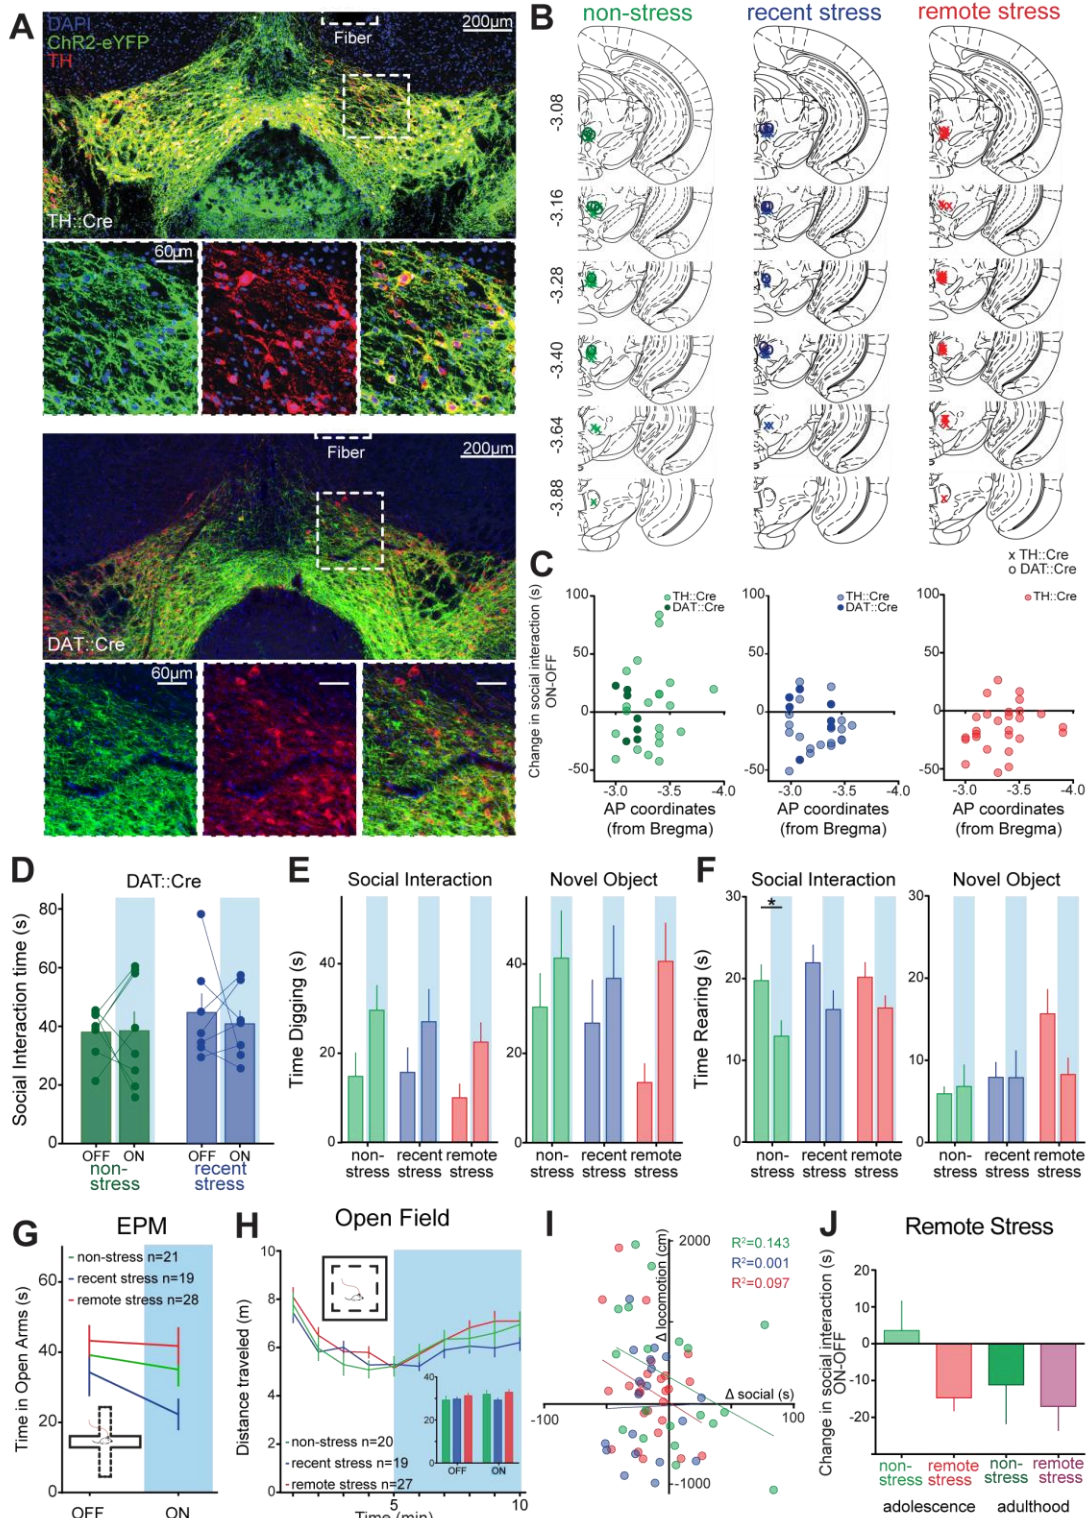 A
DAPI
ChR2-eYFP
TH
Fiber
200µm
TH::Cre
60µm
Fiber
200µm
DAT::Cre
60µm
B
non-stress
recent stress
remote stress
-3.08
-3.16
-3.28
-3.40
-3.64
-3.88
x TH::Cre
o DAT::Cre
C
Change in social interaction (s)
ON-OFF
100
50
0
-50
-3.0
-3.5
-4.0
AP coordinates
(from Bregma)
TH::Cre
DAT::Cre
100
0
-50
-3.0
-3.5
-4.0
AP coordinates
(from Bregma)
TH::Cre
DAT::Cre
100
50
0
-50
-3.0
-3.5
-4.0
AP coordinates
(from Bregma)
TH::Cre
D
DAT::Cre
Social Interaction time (s)
80
60
40
20
0
OFF
ON
OFF
ON
non-
stress
recent
stress
E
Social Interaction
Novel Object
Time Digging (s)
40
20
0
40
20
0
non-
stress
recent
stress
remote
stress
non-
stress
recent
stress
remote
stress
F
Social Interaction
Novel Object
Time Rearing (s)
30
20
10
0
*
30
20
10
0
non-
stress
recent
stress
remote
stress
non-
stress
recent
stress
remote
stress
G
EPM
non-stress n=21
recent stress n=19
remote stress n=28
Time in Open Arms (s)
60
40
20
0
OFF
ON
H
Open Field
Distance traveled (m)
10
8
6
4
2
0
5
10
Time (min)
-non-stress n=20
-recent stress n=19
-remote stress n=27
40
20
0
OFF
ON
I
Δ locomotion (cm)
2000
-1000
Δ social (s)
-100
100
R²=0.143
R²=0.001
R²=0.097
J
Remote Stress
Change in social interaction (s)
ON-OFF
20
10
0
-10
-20
non-
stress
remote
stress
non-
stress
remote
stress
adolescence
adulthood